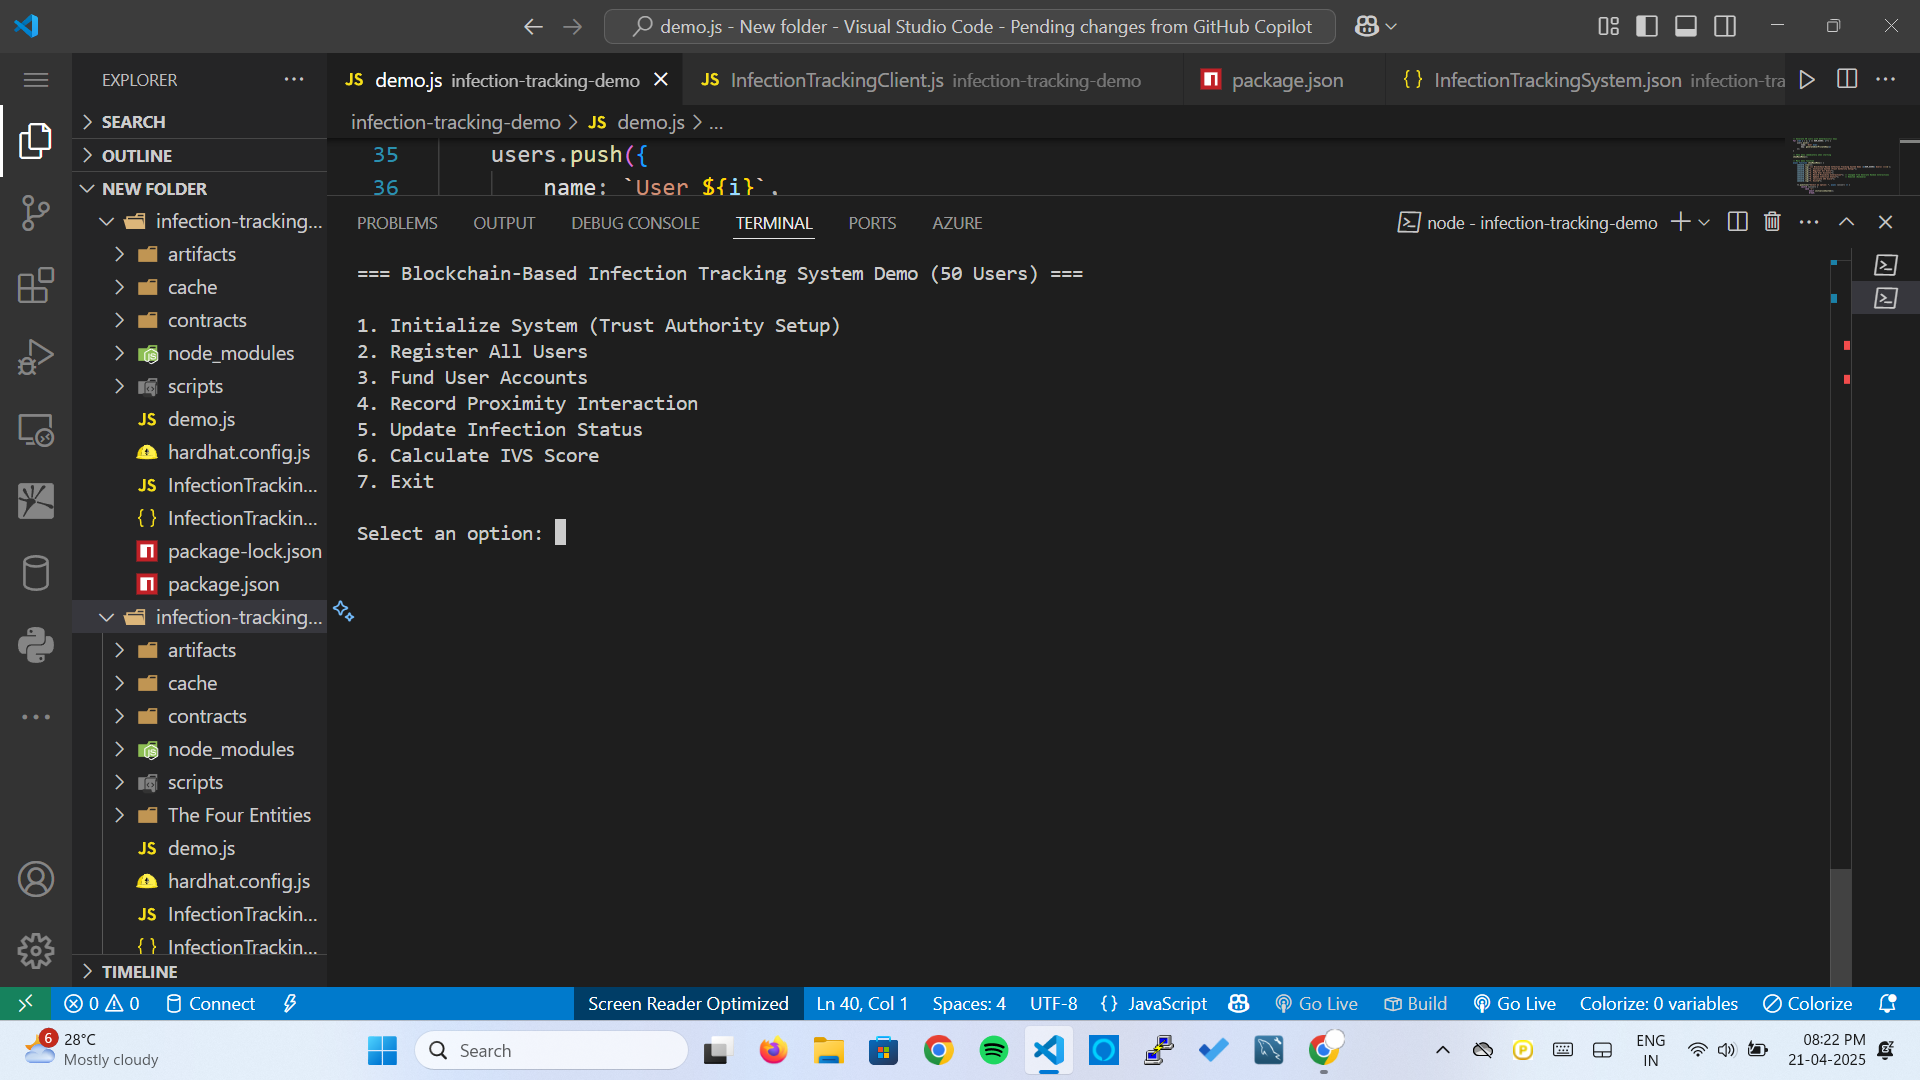 demo.js - New folder - Visual Studio Code - Pending changes from GitHub Copilot
EXPLORER
JS demo.js infection-tracking-demo
JS InfectionTrackingClient.js infection-tracking-demo
package.json
{ } InfectionTrackingSystem.json infection-tra
SEARCH
OUTLINE
NEW FOLDER
infection-tracking...
artifacts
cache
contracts
node_modules
scripts
JS demo.js
hardhat.config.js
JS InfectionTrackin...
{ } InfectionTrackin...
package-lock.json
package.json
infection-tracking...
artifacts
cache
contracts
node_modules
scripts
The Four Entities
JS demo.js
hardhat.config.js
JS InfectionTrackin...
{ } InfectionTrackin...
TIMELINE
infection-tracking-demo > JS demo.js > ...
35 users.push({
36 name: `User ${i}`,
PROBLEMS OUTPUT DEBUG CONSOLE TERMINAL PORTS AZURE
node - infection-tracking-demo
=== Blockchain-Based Infection Tracking System Demo (50 Users) ===
1. Initialize System (Trust Authority Setup)
2. Register All Users
3. Fund User Accounts
4. Record Proximity Interaction
5. Update Infection Status
6. Calculate IVS Score
7. Exit
Select an option:
0 0 Connect Screen Reader Optimized Ln 40, Col 1 Spaces: 4 UTF-8 { } JavaScript Go Live Build Go Live Colorize: 0 variables Colorize
6
28°C
Mostly cloudy
Search
ENG
IN
08:22 PM
21-04-2025